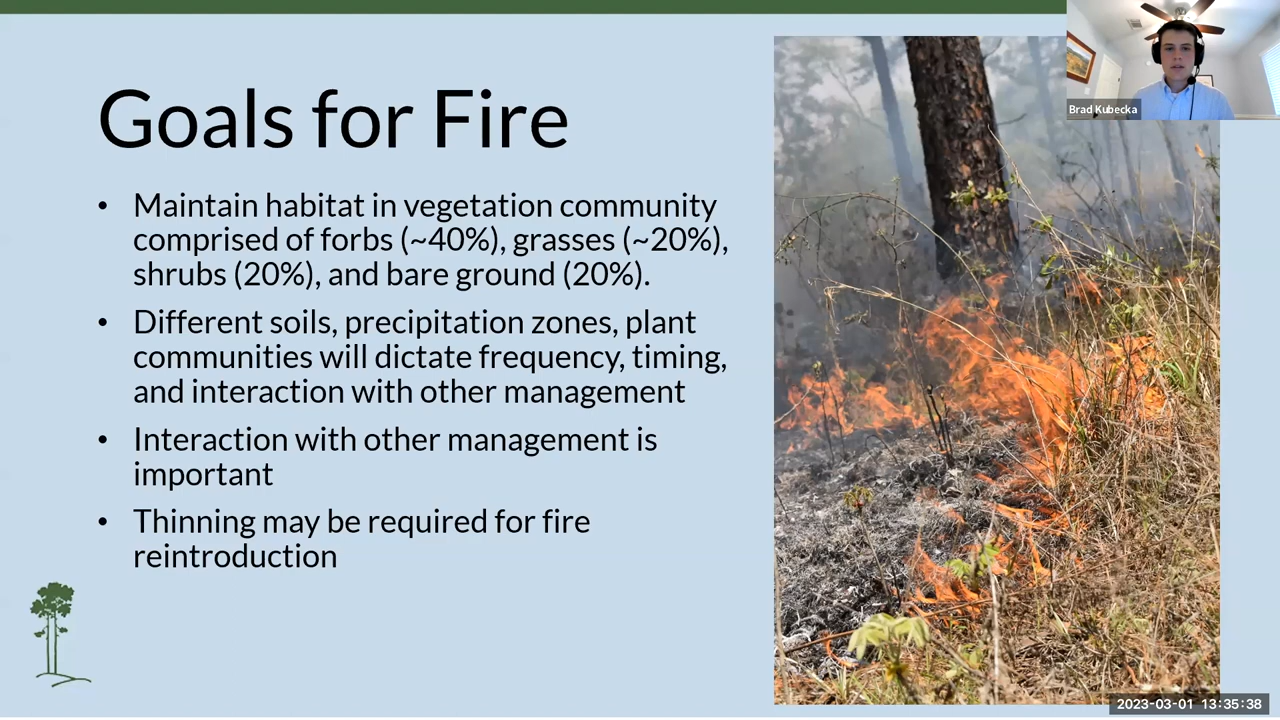 Goals for Fire
• Maintain habitat in vegetation community
comprised of forbs (~40%), grasses (~20%),
shrubs (20%), and bare ground (20%).
• Different soils, precipitation zones, plant
communities will dictate frequency, timing,
and interaction with other management
• Interaction with other management is
important
• Thinning may be required for fire
reintroduction
Brad Kubecka
2023-03-01 13:35:38